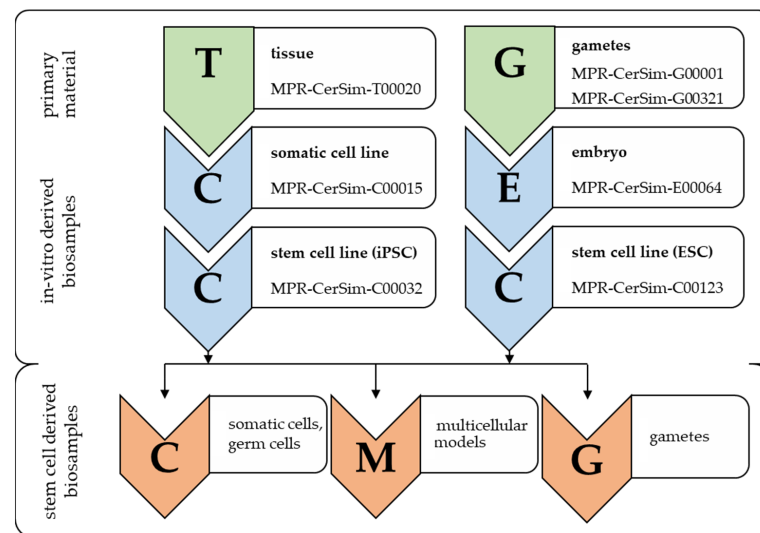 primary
material
T
tissue
MPR-CerSim-T00020
G
gametes
MPR-CerSim-G00001
MPR-CerSim-G00321
in-vitro derived
biosamples
C
somatic cell line
MPR-CerSim-C00015
E
embryo
MPR-CerSim-E00064
C
stem cell line (iPSC)
MPR-CerSim-C00032
C
stem cell line (ESC)
MPR-CerSim-C00123
stem cell derived
biosamples
C
somatic cells,
germ cells
M
multicellular
models
G
gametes